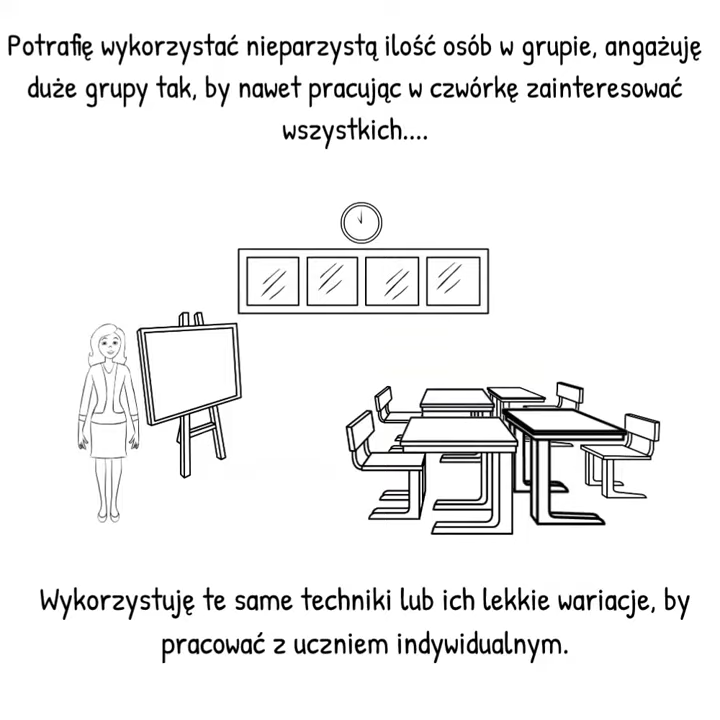 Potrafię wykorzystać nieparzystą ilość osób w grupie, angażuję
duże grupy tak, by nawet pracując w czwórkę zainteresować
wszystkich....
Wykorzystuję te same techniki lub ich lekkie wariacje, by
pracować z uczniem indywidualnym.